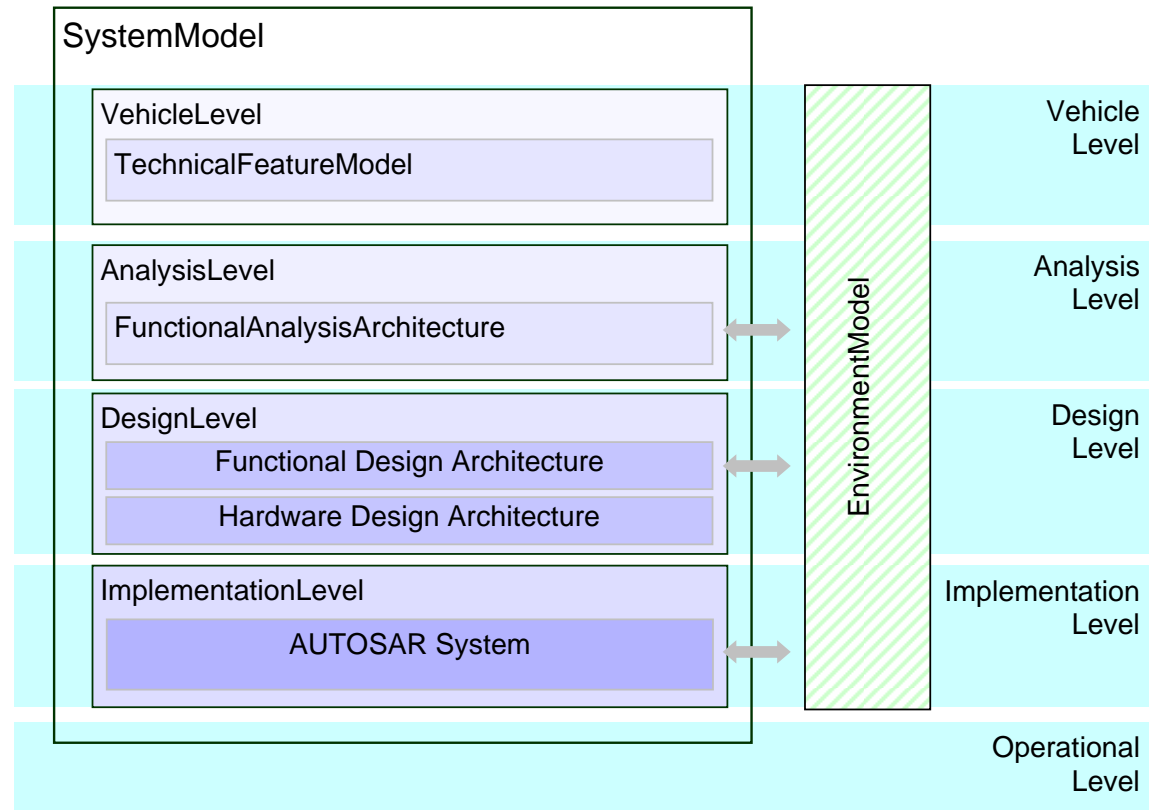 SystemModel
VehicleLevel
TechnicalFeatureModel
Vehicle
Level
AnalysisLevel
FunctionalAnalysisArchitecture
Analysis
Level
EnvironmentModel
DesignLevel
Functional Design Architecture
Hardware Design Architecture
Design
Level
ImplementationLevel
AUTOSAR System
Implementation
Level
Operational
Level